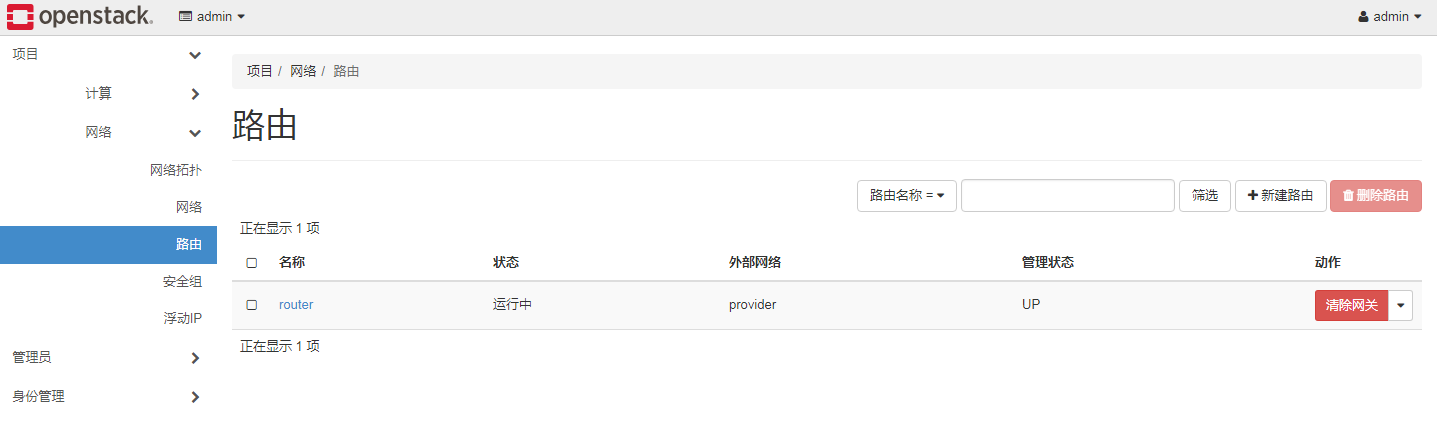 openstack. admin admin
项目
计算
网络
网络拓扑
网络
路由
安全组
浮动IP
管理员
身份管理
项目 / 网络 / 路由
路由
路由名称 = 筛选 新建路由 删除路由
正在显示 1 项
名称 状态 外部网络 管理状态 动作
router 运行中 provider UP 清除网关
正在显示 1 项